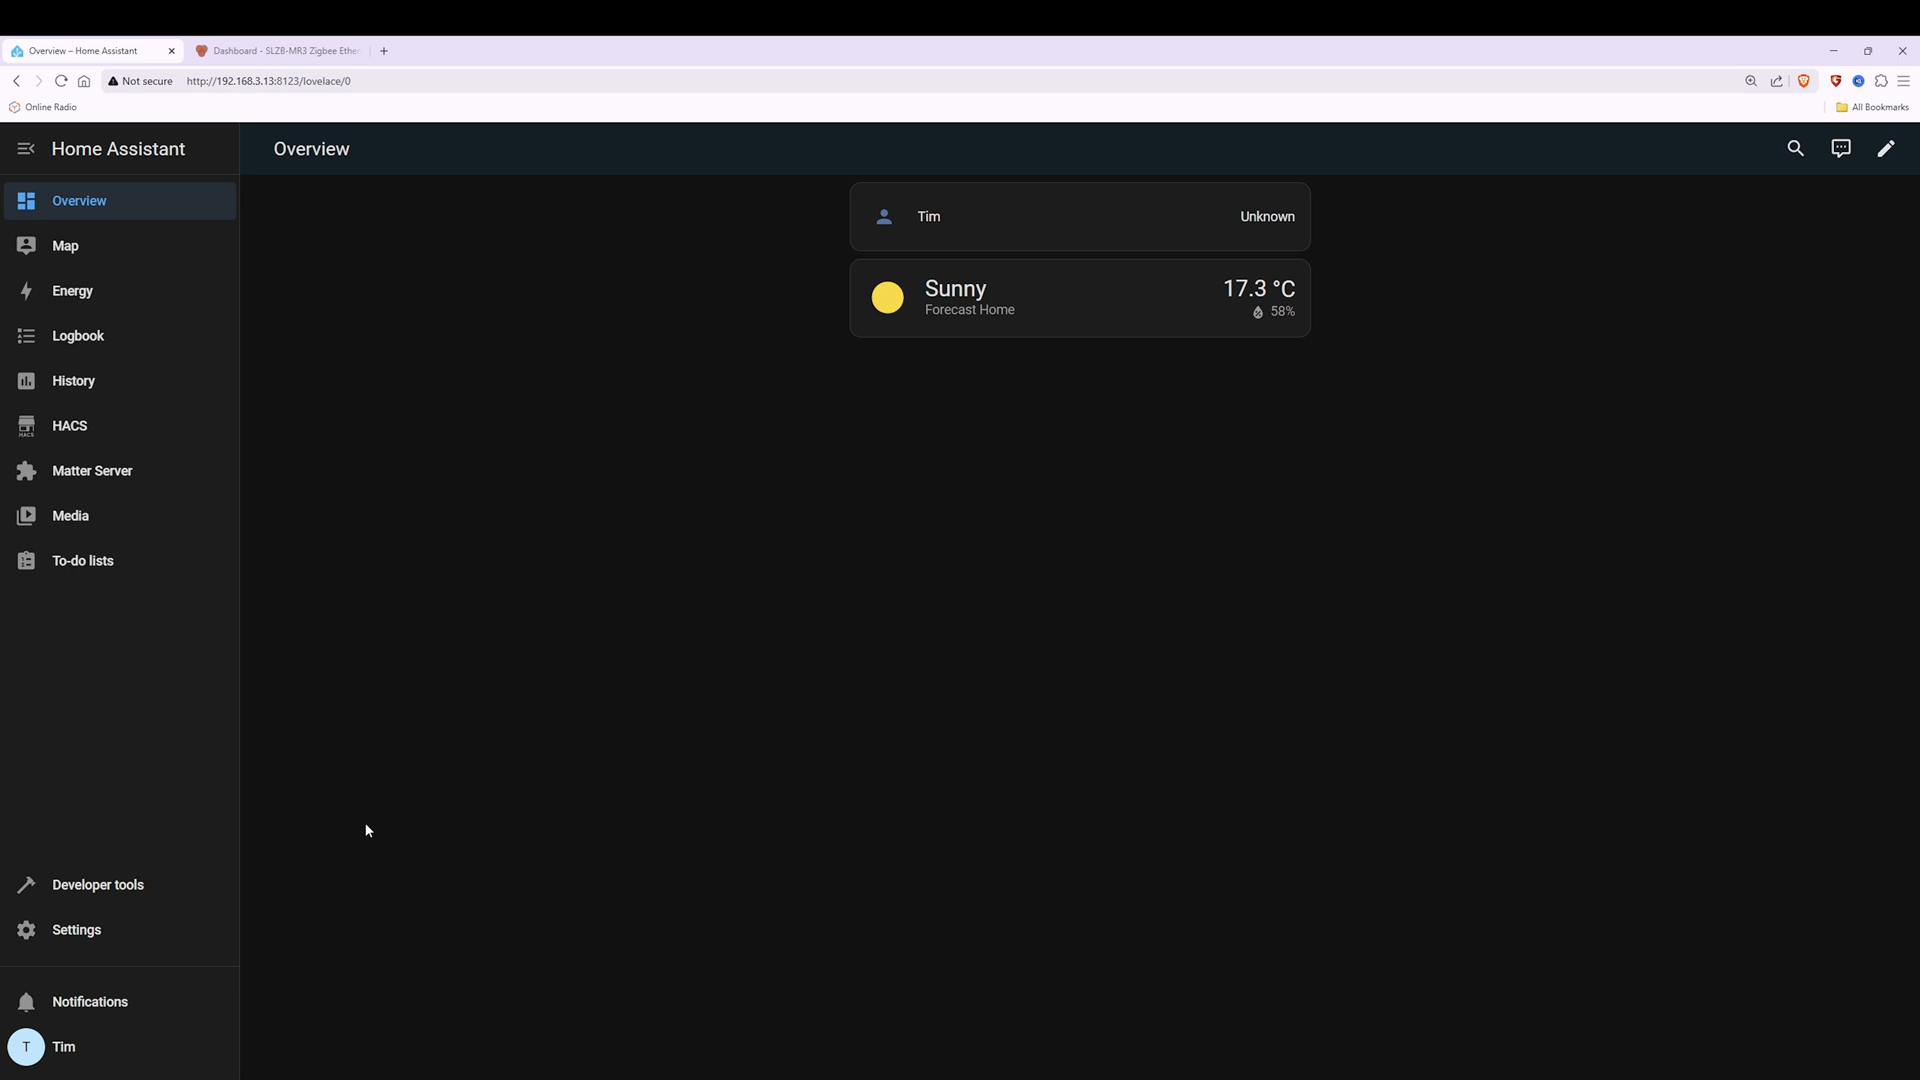 Overview – Home Assistant
Dashboard - SLZB-MR3 Zigbee Ether
Not secure http://192.168.3.13:8123/lovelace/0
Online Radio
All Bookmarks
Home Assistant
Overview
Overview
Map
Energy
Logbook
History
HACS
HACS
Matter Server
Media
To-do lists
Developer tools
Settings
Notifications
T
Tim
Tim
Unknown
Sunny
17.3 °C
Forecast Home
58%